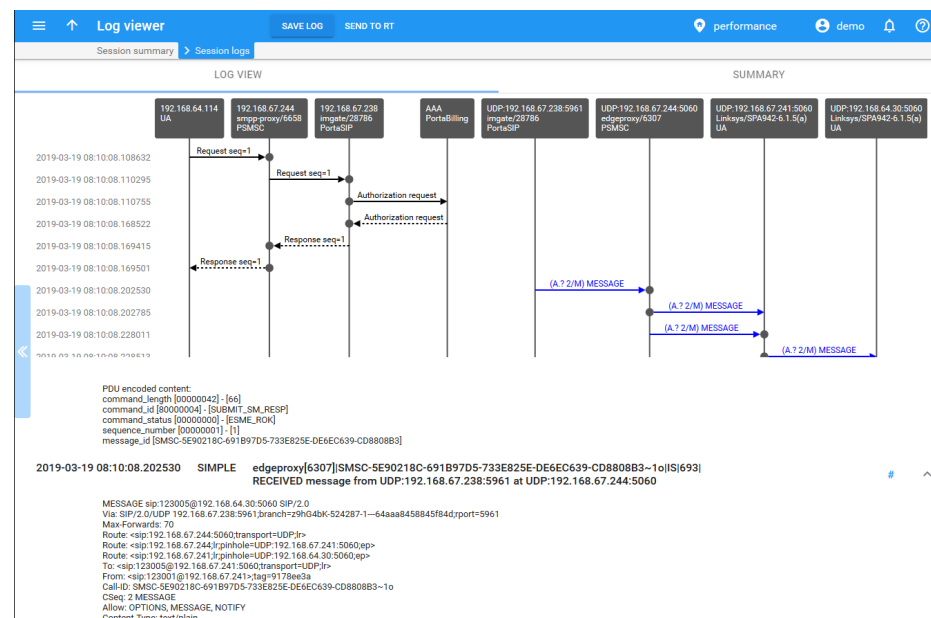 Log viewer
SAVE LOG
SEND TO RT
performance
demo
Session summary
Session logs
LOG VIEW
SUMMARY
192.168.64.114
UA
192.168.67.244
smpp-proxy/6658
PSMSC
192.168.67.238
imgate/28786
PortaSIP
AAA
PortaBilling
UDP:192.168.67.238:5961
imgate/28786
PortaSIP
UDP:192.168.67.244:5060
edgeproxy/6307
PSMSC
UDP:192.168.67.241:5060
Linksys/SPA942-6.1.5(a)
UA
UDP:192.168.64.30:5060
Linksys/SPA942-6.1.5(a)
UA
2019-03-19 08:10:08.108632
Request seq=1
2019-03-19 08:10:08.110295
Request seq=1
2019-03-19 08:10:08.110755
Authorization request
2019-03-19 08:10:08.168522
Authorization request
2019-03-19 08:10:08.169415
Response seq=1
2019-03-19 08:10:08.169501
Response seq=1
2019-03-19 08:10:08.202530
(A.? 2/M) MESSAGE
2019-03-19 08:10:08.202785
(A.? 2/M) MESSAGE
2019-03-19 08:10:08.228011
(A.? 2/M) MESSAGE
2019-03-19 08:10:08.228513
(A.? 2/M) MESSAGE
PDU encoded content:
command_length [00000042] - [66]
command_id [80000004] - [SUBMIT_SM_RESP]
command_status [00000000] - [ESME_ROK]
sequence_number [00000001] - [1]
message_id [SMSC-5E90218C-691B97D5-733E825E-DE6EC639-CD8808B3]
2019-03-19 08:10:08.202530 SIMPLE edgeproxy[6307]|SMSC-5E90218C-691B97D5-733E825E-DE6EC639-CD8808B3~1o|IS|693|
RECEIVED message from UDP:192.168.67.238:5961 at UDP:192.168.67.244:5060
#
MESSAGE sip:123005@192.168.64.30:5060 SIP/2.0
Via: SIP/2.0/UDP 192.168.67.238:5961;branch=z9hG4bK-524287-1---64aaa8458845f84d;rport=5961
Max-Forwards: 70
Route: <sip:192.168.67.244:5060;transport=UDP;lr>
Route: <sip:192.168.67.244;lr;pinhole=UDP:192.168.67.241:5060;ep>
Route: <sip:192.168.67.241;lr;pinhole=UDP:192.168.64.30:5060;ep>
To: <sip:123005@192.168.67.241:5060;transport=UDP;lr>
From: <sip:123001@192.168.67.241>;tag=9178ee3a
Call-ID: SMSC-5E90218C-691B97D5-733E825E-DE6EC639-CD8808B3~1o
CSeq: 2 MESSAGE
Allow: OPTIONS, MESSAGE, NOTIFY
Content-Type: text/plain